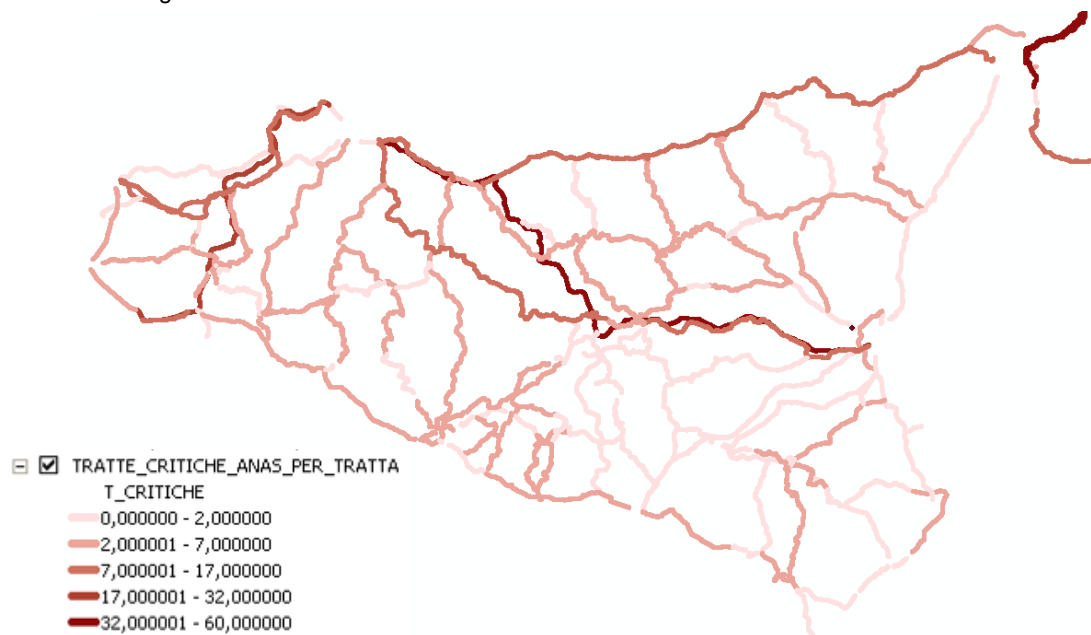 TRATTE_CRITICHE_ANAS_PER_TRATTA
T_CRITICHE
0,000000 - 2,000000
2,000001 - 7,000000
7,000001 - 17,000000
17,000001 - 32,000000
32,000001 - 60,000000